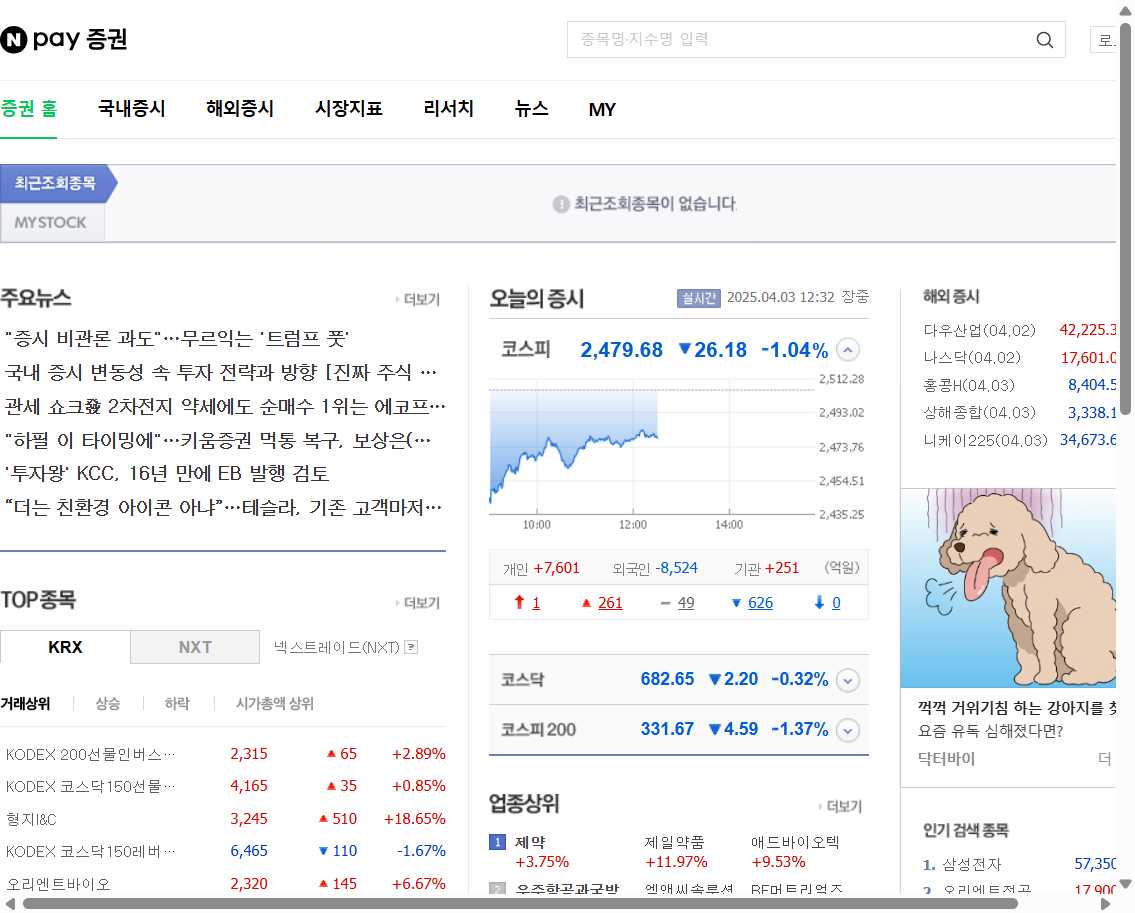 N pay 증권
종목명·지수명 입력
증권 홈 국내증시 해외증시 시장지표 리서치 뉴스 MY
최근조회종목
MYSTOCK
최근조회종목이 없습니다.
주요뉴스
더보기
"증시 비관론 과도"…무르익는 '트럼프 풋'
국내 증시 변동성 속 투자 전략과 방향 [진짜 주식 …
관세 쇼크發 2차전지 약세에도 순매수 1위는 에코프…
"하필 이 타이밍에"…키움증권 먹통 복구, 보상은(…
'투자왕' KCC, 16년 만에 EB 발행 검토
“더는 친환경 아이콘 아냐”…테슬라, 기존 고객마저…
TOP종목
더보기
KRX NXT 넥스트레이드(NXT) ?
거래상위 상승 하락 시가총액 상위
KODEX 200선물인버스… 2,315 ▲ 65 +2.89%
KODEX 코스닥150선물… 4,165 ▲ 35 +0.85%
형지I&C 3,245 ▲ 510 +18.65%
KODEX 코스닥150레버… 6,465 ▼ 110 -1.67%
오리엔트바이오 2,320 ▲ 145 +6.67%
오늘의 증시
실시간 2025.04.03 12:32 장중
코스피 2,479.68 ▼26.18 -1.04%
2,512.28
2,493.02
2,473.76
2,454.51
2,435.25
10:00 12:00 14:00
개인 +7,601 외국인 -8,524 기관 +251 (억원)
1 ▲ 261 − 49 ▼ 626 0
코스닥 682.65 ▼2.20 -0.32%
코스피 200 331.67 ▼4.59 -1.37%
업종상위
더보기
1 제약 +3.75% 제일약품 +11.97% 애드바이오텍 +9.53%
2 우주항공과국방 엘앤씨솔루션
해외 증시
다우산업(04.02) 42,225.3
나스닥(04.02) 17,601.0
홍콩H(04.03) 8,404.5
상해종합(04.03) 3,338.1
니케이225(04.03) 34,673.6
꺽꺽 거위기침 하는 강아지를 
요즘 유독 심해졌다면?
닥터바이 더
인기 검색 종목
1. 삼성전자 57,350
2. 오리엔트정공 17,900